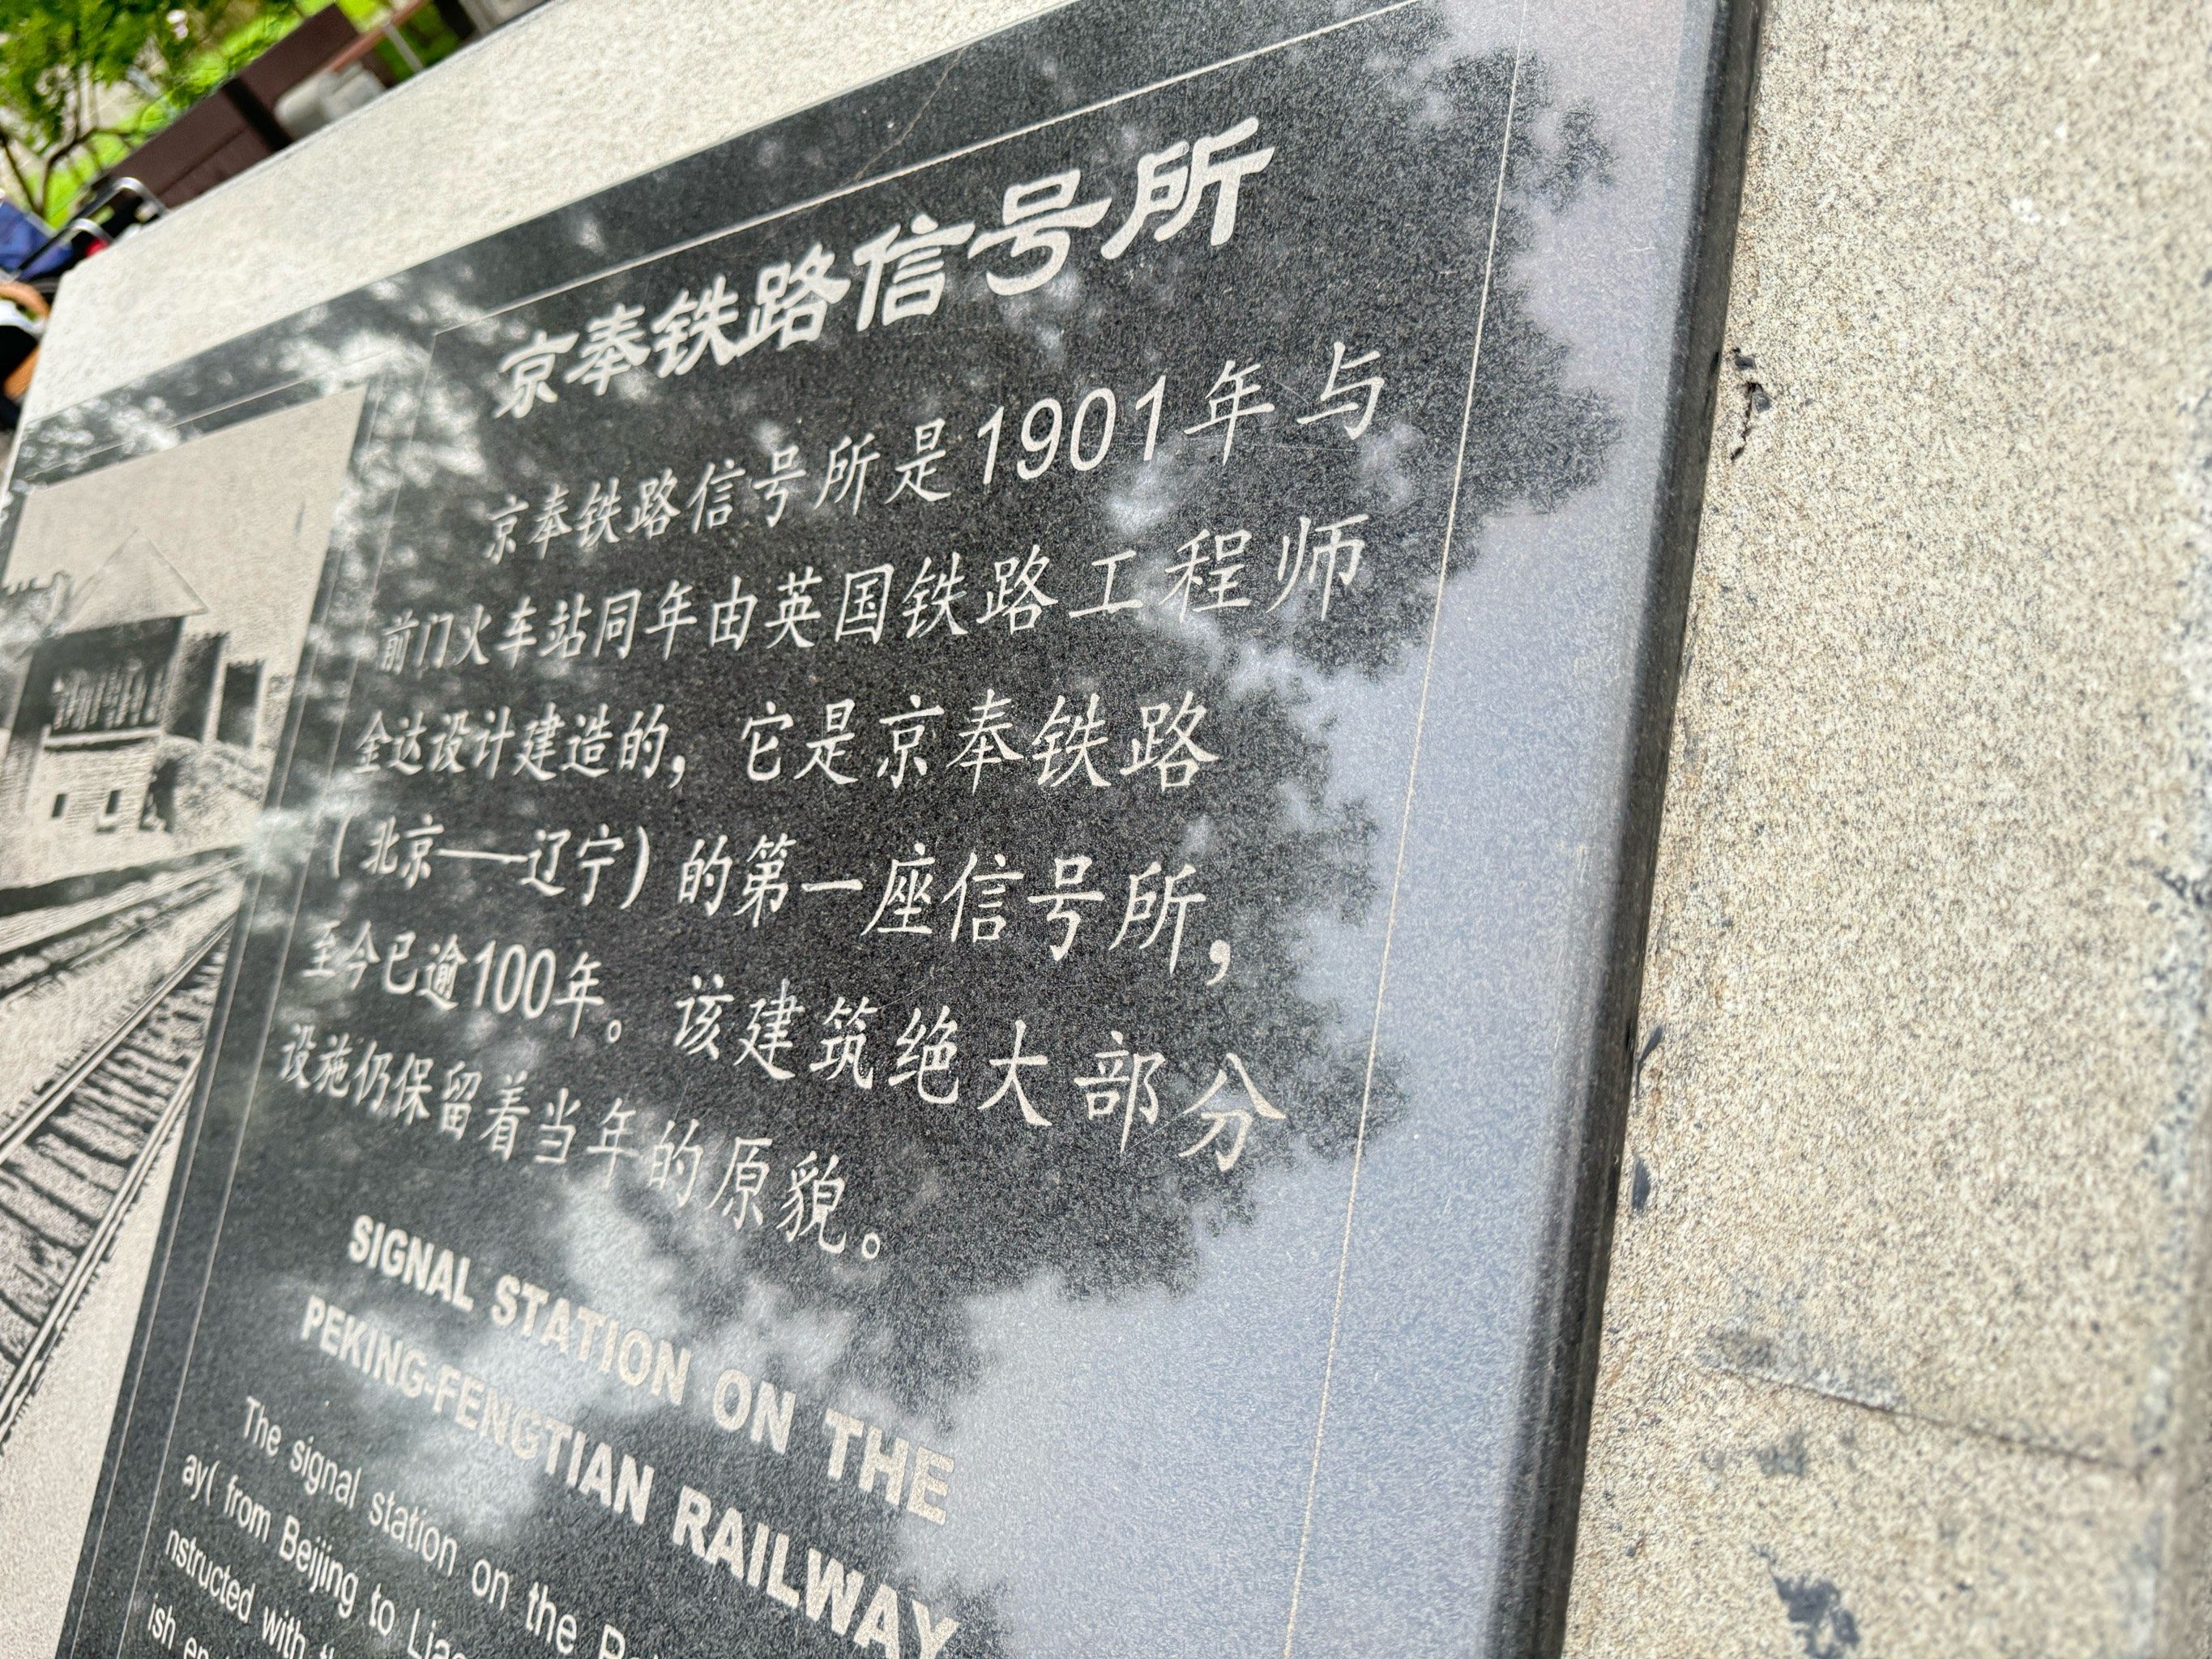 京奉铁路信号所
京奉铁路信号所是1901年与
前门火车站同年由英国铁路工程师
金达设计建造的，它是京奉铁路
（北京——辽宁）的第一座信号所，
至今已逾100年。该建筑绝大部分
设施仍保留着当年的原貌。
SIGNAL STATION ON THE
PEKING-FENGTIAN RAILWAY
The signal station on the
ay( from Beijing to
nstructed with
ish